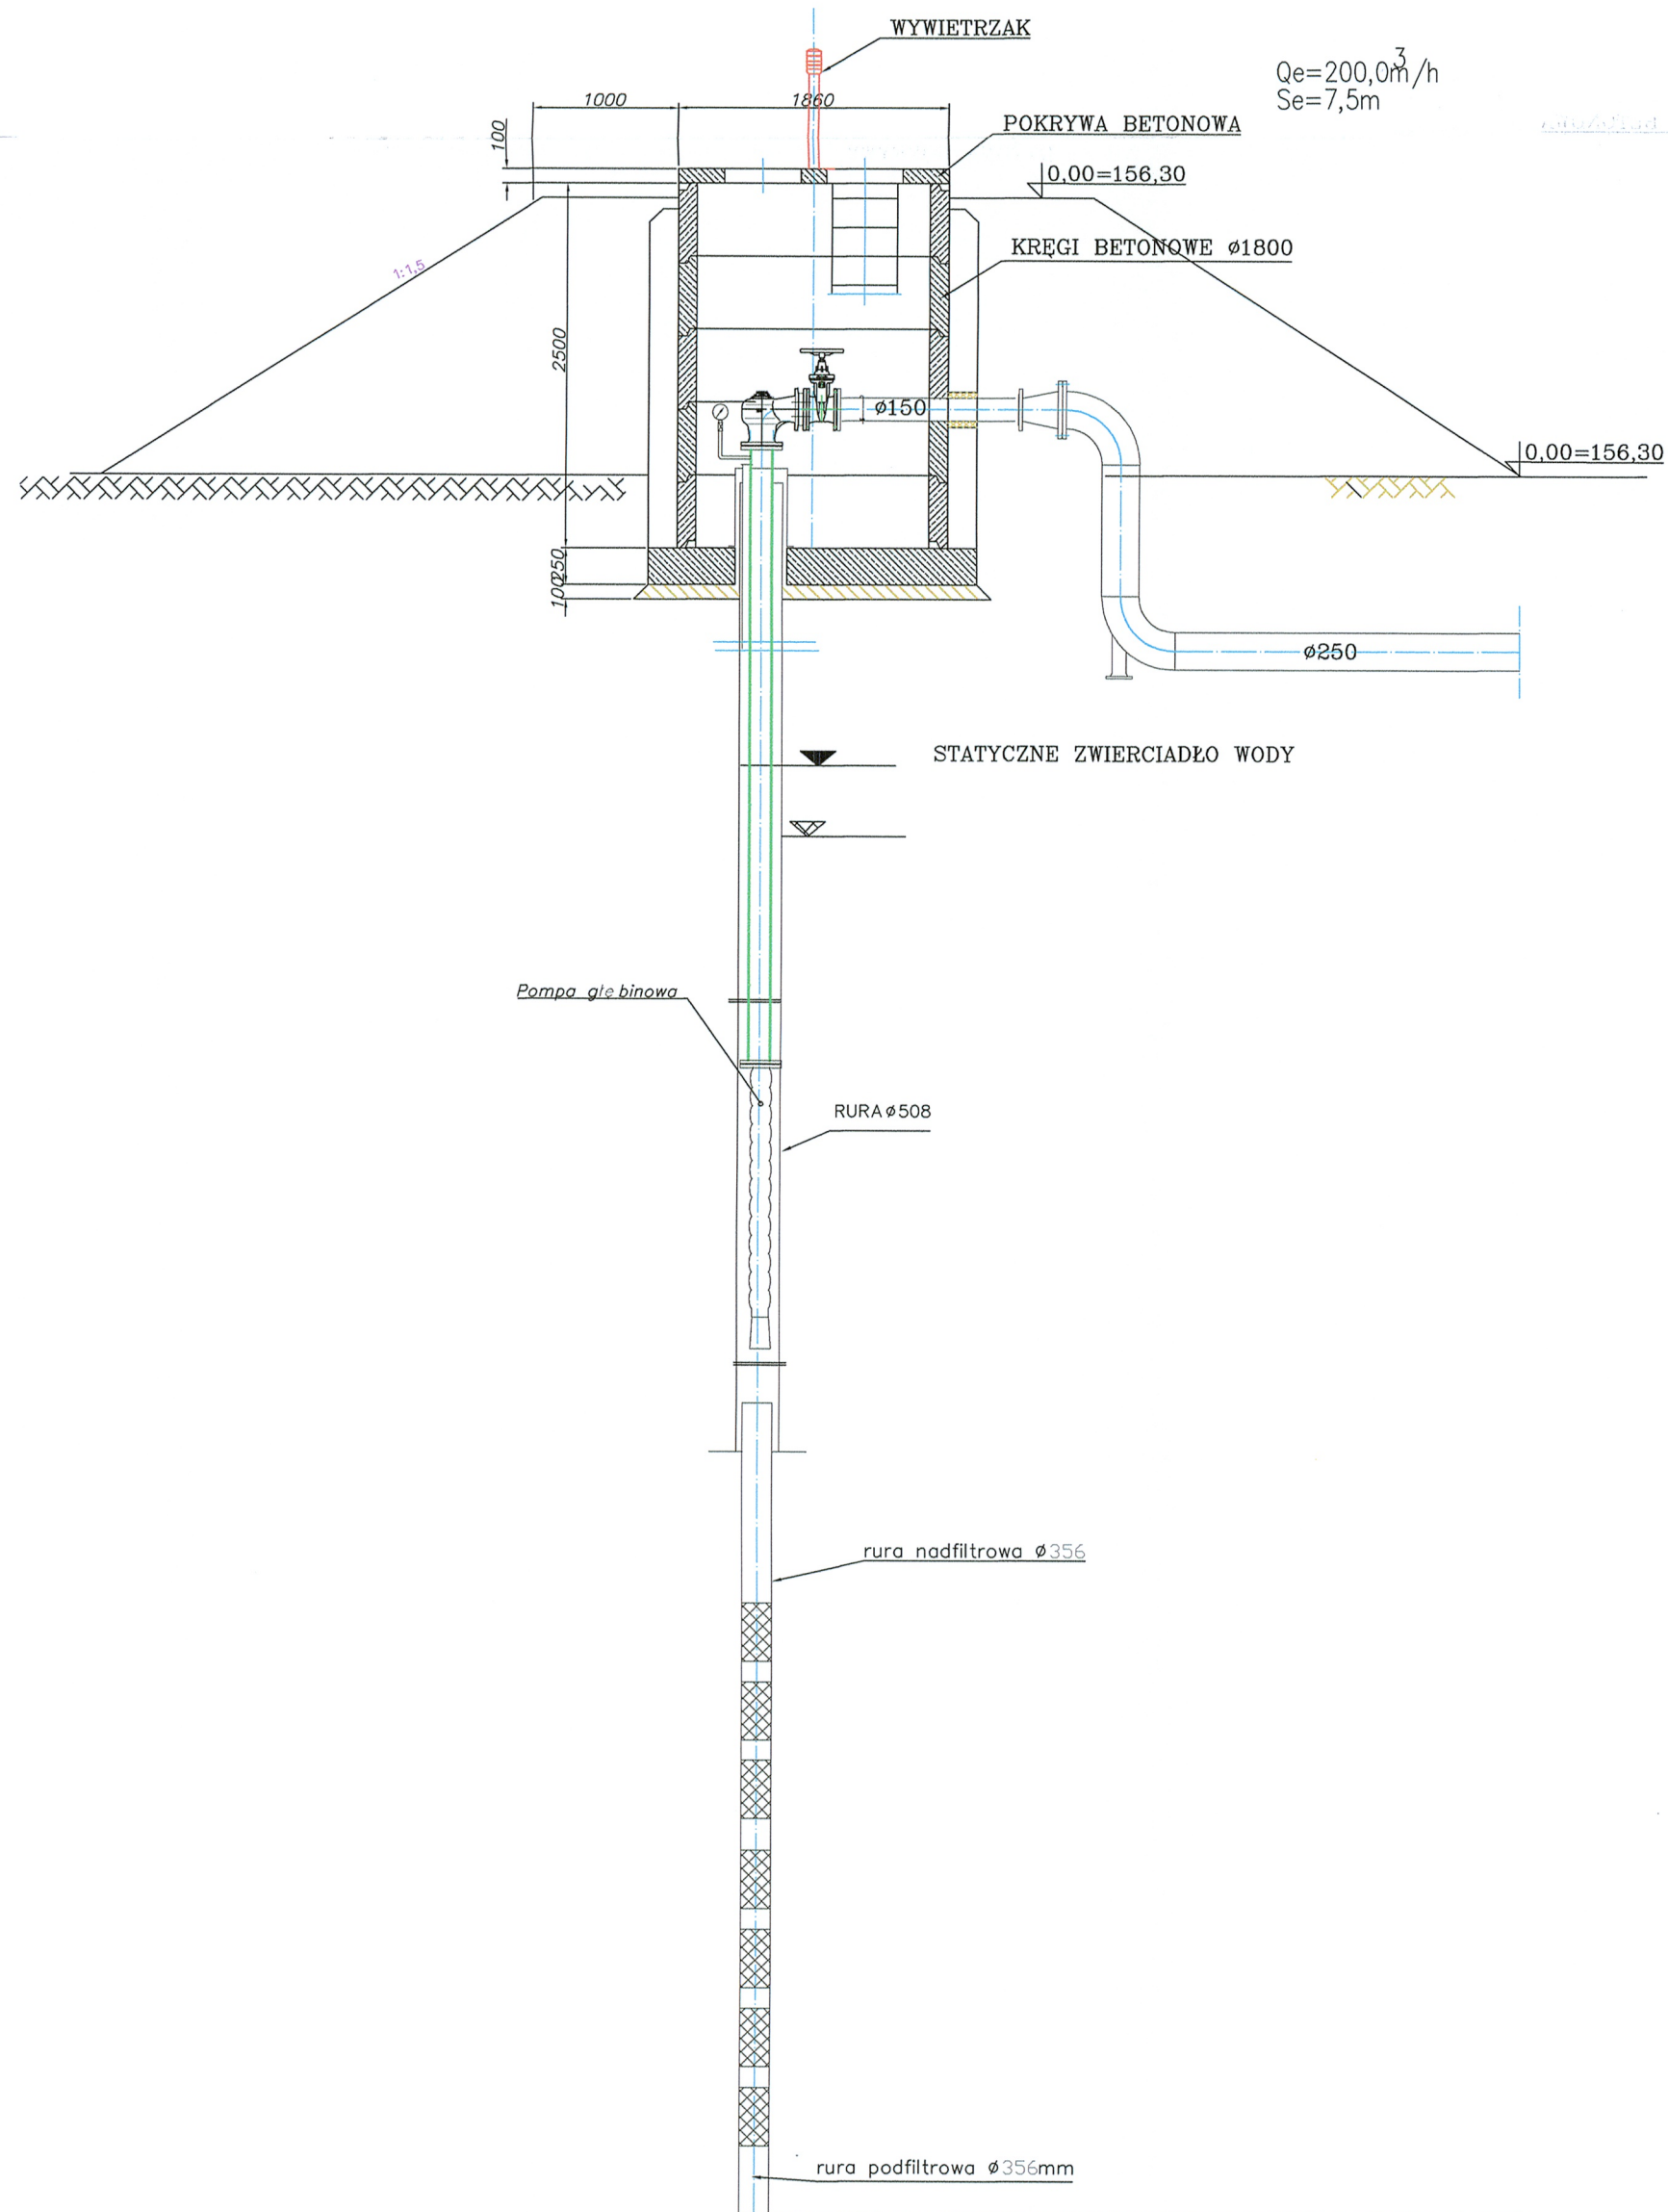 WYWIETRZAK
Qe=200,0m³/h
Se=7,5m
1000
1860
100
POKRYWA BETONOWA
0,00=156,30
KRĘGI BETONOWE ø1800
1:1,5
2500
ø150
0,00=156,30
250
100
ø250
STATYCZNE ZWIERCIADŁO WODY
Pompa głębinowa
RURA ø508
rura nadfiltrowa ø356
rura podfiltrowa ø356mm